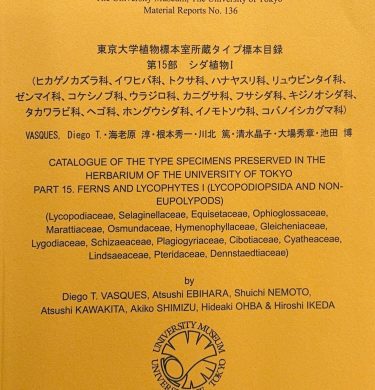 The University Museum, The University of Tokyo
Material Reports No. 136
東京大学植物標本室所蔵タイプ標本目録
第15部 シダ植物I
(ヒカゲノカズラ科、イワヒバ科、トクサ科、ハナヤスリ科、リュウビンタイ科、
ゼンマイ科、コケシノブ科、ウラジロ科、カニグサ科、フサシダ科、キジノオシダ科、
タカワラビ科、ヘゴ科、ホングウシダ科、イノモトソウ科、コバノイシカグマ科)
VASQUES, Diego T.・海老原 淳・根本秀一・川北 篤・清水晶子・大場秀章・池田 博
CATALOGUE OF THE TYPE SPECIMENS PRESERVED IN THE
HERBARIUM OF THE UNIVERSITY OF TOKYO
PART 15. FERNS AND LYCOPHYTES I (LYCOPODIOPSIDA AND NON-
EUPOLYPODS)
(Lycopodiaceae, Selaginellaceae, Equisetaceae, Ophioglossaceae,
Marattiaceae, Osmundaceae, Hymenophyllaceae, Gleicheniaceae,
Lygodiaceae, Schizaeaceae, Plagiogyriaceae, Cibotiaceae, Cyatheaceae,
Lindsaeaceae, Pteridaceae, Dennstaedtiaceae)
by
Diego T. VASQUES, Atsushi EBIHARA, Shuichi NEMOTO,
Atsushi KAWAKITA, Akiko SHIMIZU, Hideaki OHBA & Hiroshi IKEDA
UNIVERSITY MUSEUM
UNIVERSITY OF TOKYO